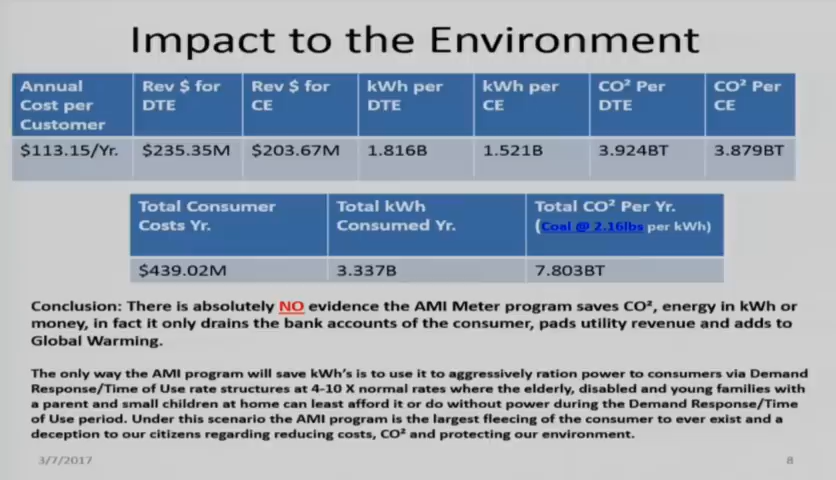 Impact to the Environment
Annual Cost per Customer | Rev $ for DTE | Rev $ for CE | kWh per DTE | kWh per CE | CO² Per DTE | CO² Per CE
$113.15/Yr. | $235.35M | $203.67M | 1.816B | 1.521B | 3.924BT | 3.879BT
Total Consumer Costs Yr. | Total kWh Consumed Yr. | Total CO² Per Yr. (Coal @ 2.16lbs per kWh)
$439.02M | 3.337B | 7.803BT
Conclusion: There is absolutely NO evidence the AMI Meter program saves CO², energy in kWh or
money, in fact it only drains the bank accounts of the consumer, pads utility revenue and adds to
Global Warming.
The only way the AMI program will save kWh's is to use it to aggressively ration power to consumers via Demand
Response/Time of Use rate structures at 4-10 X normal rates where the elderly, disabled and young families with
a parent and small children at home can least afford it or do without power during the Demand Response/Time
of Use period. Under this scenario the AMI program is the largest fleecing of the consumer to ever exist and a
deception to our citizens regarding reducing costs, CO² and protecting our environment.
3/7/2017
8